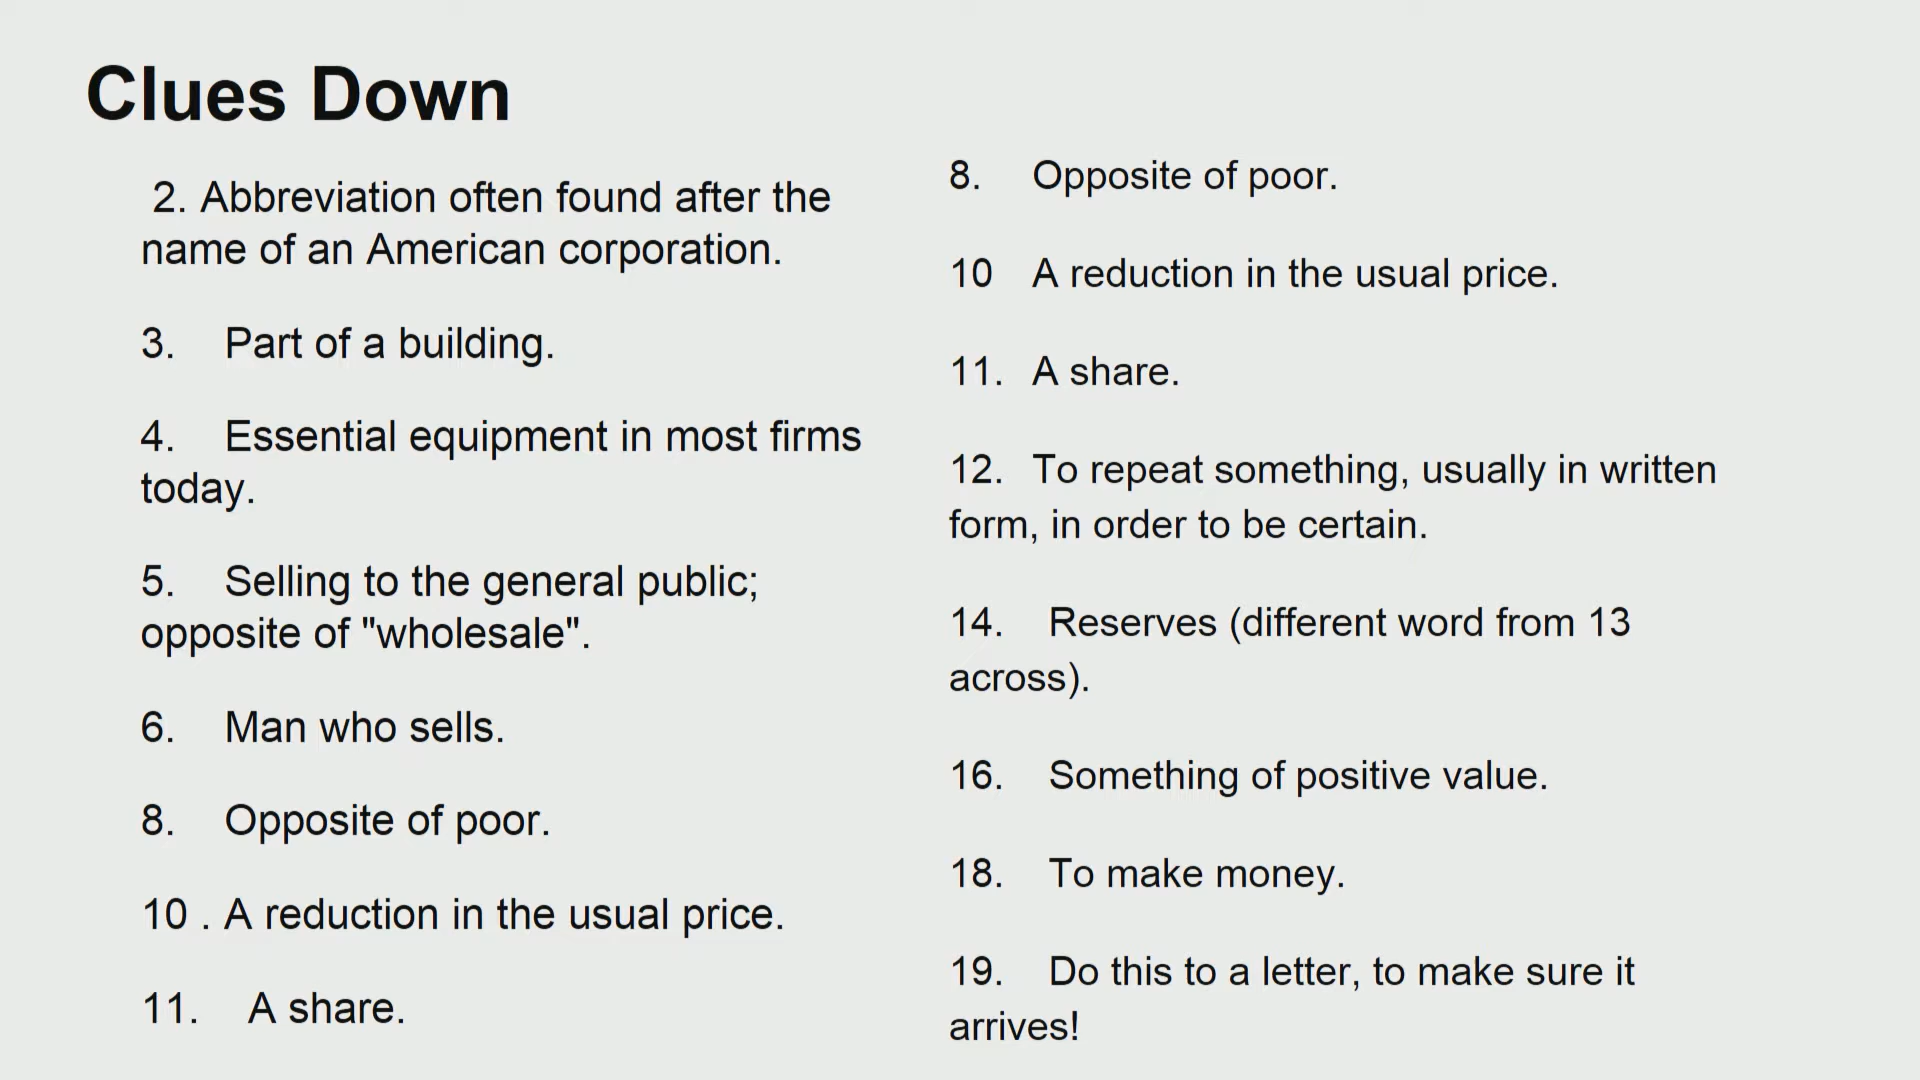 Clues Down
2. Abbreviation often found after the
name of an American corporation.
3. Part of a building.
4. Essential equipment in most firms
today.
5. Selling to the general public;
opposite of "wholesale".
6. Man who sells.
8. Opposite of poor.
10 . A reduction in the usual price.
11. A share.
8. Opposite of poor.
10 A reduction in the usual price.
11. A share.
12. To repeat something, usually in written
form, in order to be certain.
14. Reserves (different word from 13
across).
16. Something of positive value.
18. To make money.
19. Do this to a letter, to make sure it
arrives!